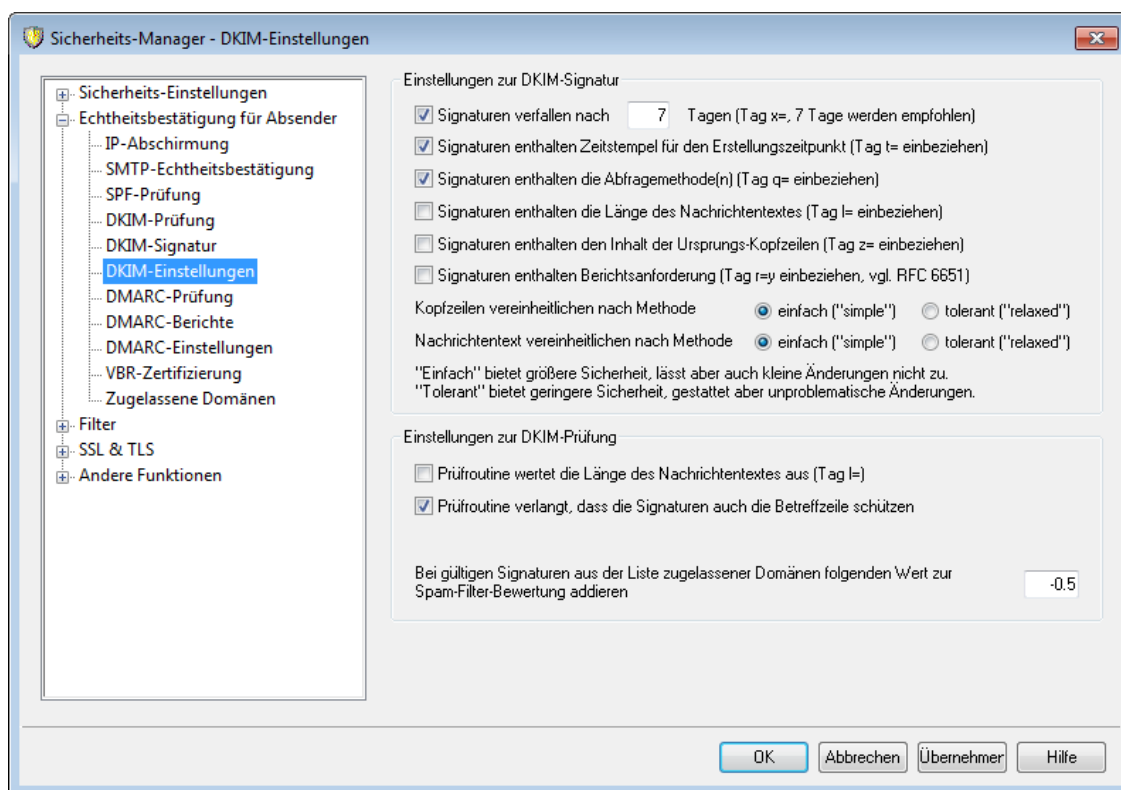 Sicherheits-Manager - DKIM-Einstellungen
Sicherheits-Einstellungen
Echtheitsbestätigung für Absender
IP-Abschirmung
SMTP-Echtheitsbestätigung
SPF-Prüfung
DKIM-Prüfung
DKIM-Signatur
DKIM-Einstellungen
DMARC-Prüfung
DMARC-Berichte
DMARC-Einstellungen
VBR-Zertifizierung
Zugelassene Domänen
Filter
SSL & TLS
Andere Funktionen
Einstellungen zur DKIM-Signatur
Signaturen verfallen nach 7 Tagen (Tag x=, 7 Tage werden empfohlen)
Signaturen enthalten Zeitstempel für den Erstellungszeitpunkt (Tag t= einbeziehen)
Signaturen enthalten die Abfragemethode(n) (Tag q= einbeziehen)
Signaturen enthalten die Länge des Nachrichtentextes (Tag l= einbeziehen)
Signaturen enthalten den Inhalt der Ursprungs-Kopfzeilen (Tag z= einbeziehen)
Signaturen enthalten Berichtsanforderung (Tag r=y einbeziehen, vgl. RFC 6651)
Kopfzeilen vereinheitlichen nach Methode einfach ("simple") tolerant ("relaxed")
Nachrichtentext vereinheitlichen nach Methode einfach ("simple") tolerant ("relaxed")
"Einfach" bietet größere Sicherheit, lässt aber auch kleine Änderungen nicht zu.
"Tolerant" bietet geringere Sicherheit, gestattet aber unproblematische Änderungen.
Einstellungen zur DKIM-Prüfung
Prüfroutine wertet die Länge des Nachrichtentextes aus (Tag l=)
Prüfroutine verlangt, dass die Signaturen auch die Betreffzeile schützen
Bei gültigen Signaturen aus der Liste zugelassener Domänen folgenden Wert zur
Spam-Filter-Bewertung addieren -0.5
OK Abbrechen Übernehmer Hilfe